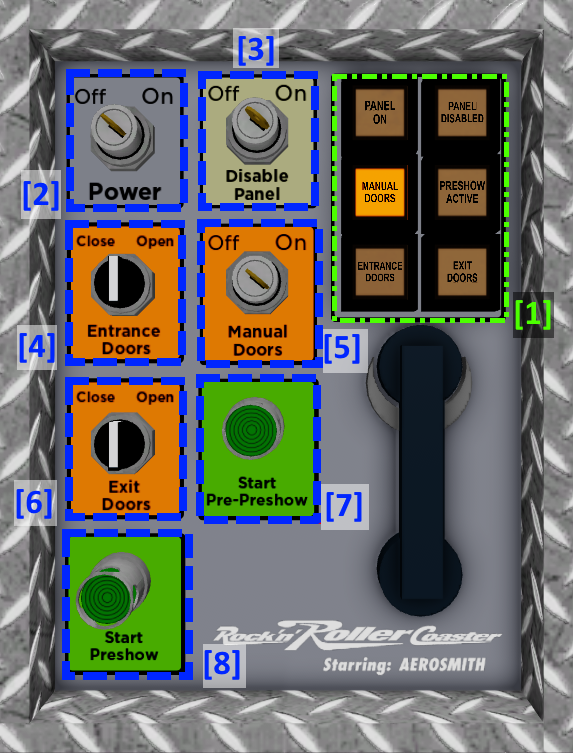 [3]
Off On
Power
[2]
Off On
Disable
Panel
PANEL
ON
PANEL
DISABLED
MANUAL
DOORS
PRESHOW
ACTIVE
ENTRANCE
DOORS
EXIT
DOORS
[1]
Close Open
Entrance
Doors
[4]
Off On
Manual
Doors
[5]
Close Open
Exit
Doors
[6]
Start
Pre-Preshow
[7]
Start
Preshow
[8]
Rock n' Roller Coaster
Starring: AEROSMITH